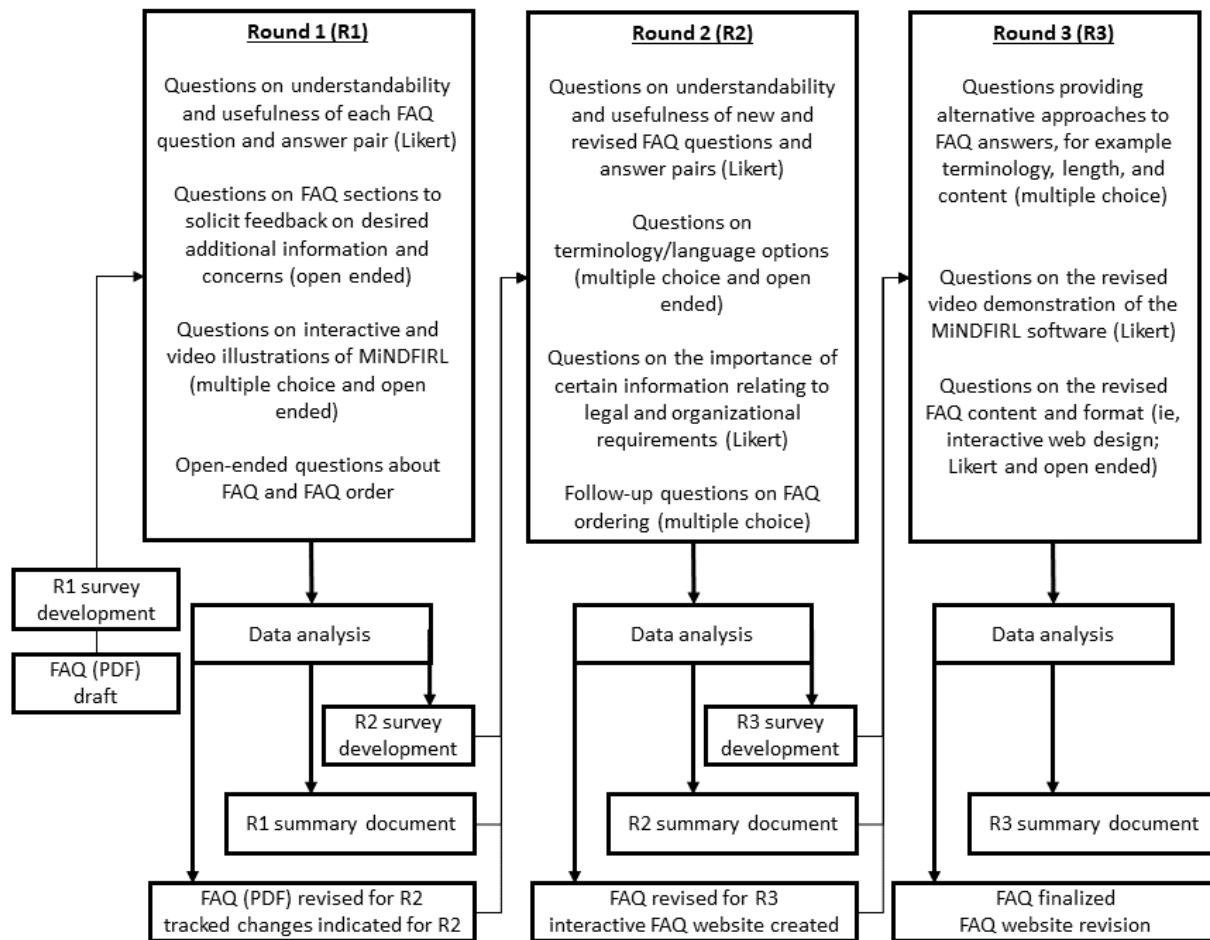 Round 1 (R1)
Questions on understandability
and usefulness of each FAQ
question and answer pair (Likert)
Questions on FAQ sections to
solicit feedback on desired
additional information and
concerns (open ended)
Questions on interactive and
video illustrations of MiNDFIRL
(multiple choice and open
ended)
Open-ended questions about
FAQ and FAQ order
Round 2 (R2)
Questions on understandability
and usefulness of new and
revised FAQ questions and
answer pairs (Likert)
Questions on
terminology/language options
(multiple choice and open
ended)
Questions on the importance of
certain information relating to
legal and organizational
requirements (Likert)
Follow-up questions on FAQ
ordering (multiple choice)
Round 3 (R3)
Questions providing
alternative approaches to
FAQ answers, for example
terminology, length, and
content (multiple choice)
Questions on the revised
video demonstration of the
MiNDFIRL software (Likert)
Questions on the revised
FAQ content and format (ie,
interactive web design;
Likert and open ended)
R1 survey
development
FAQ (PDF)
draft
Data analysis
R2 survey
development
R1 summary document
FAQ (PDF) revised for R2
tracked changes indicated for R2
Data analysis
R3 survey
development
R2 summary document
FAQ revised for R3
interactive FAQ website created
Data analysis
R3 summary document
FAQ finalized
FAQ website revision